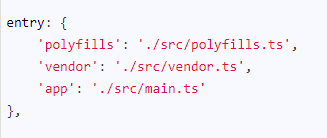 entry: {
    'polyfills': './src/polyfills.ts',
    'vendor': './src/vendor.ts',
    'app': './src/main.ts'
},